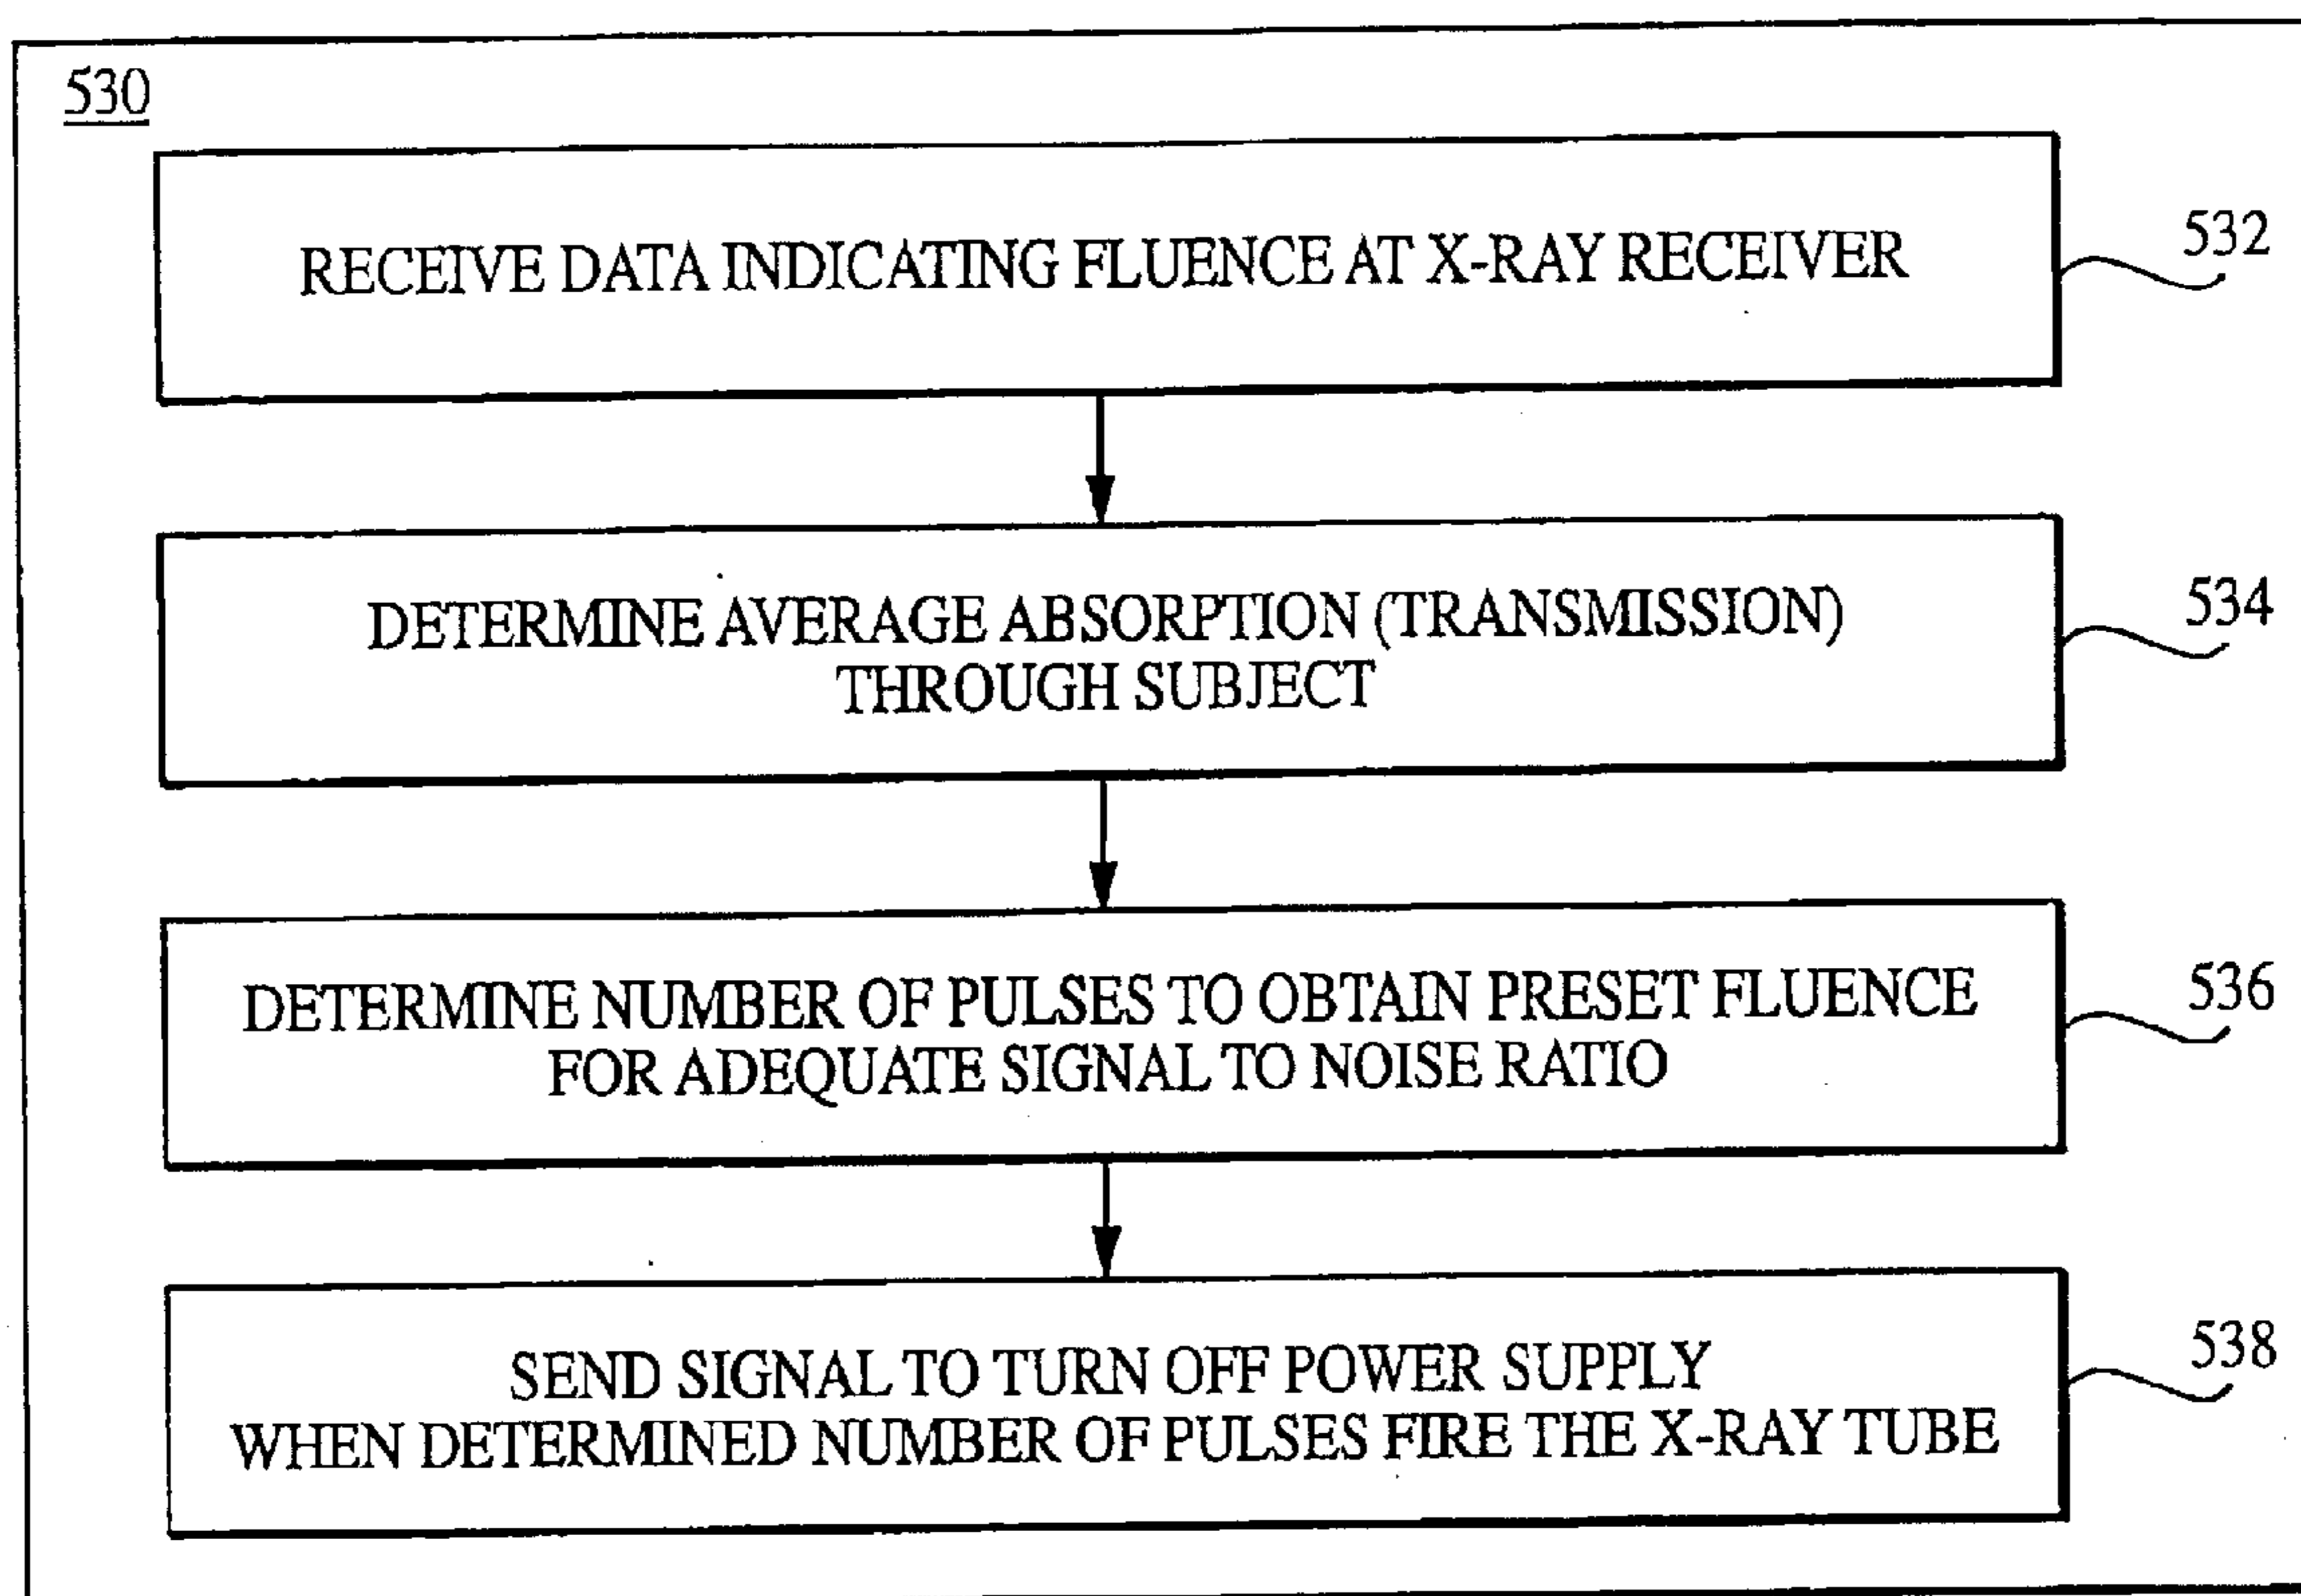 530
RECEIVE DATA INDICATING FLUENCE AT X-RAY RECEIVER
532
DETERMINE AVERAGE ABSORPTION (TRANSMISSION)
THROUGH SUBJECT
534
DETERMINE NUMBER OF PULSES TO OBTAIN PRESET FLUENCE
FOR ADEQUATE SIGNAL TO NOISE RATIO
536
SEND SIGNAL TO TURN OFF POWER SUPPLY
WHEN DETERMINED NUMBER OF PULSES FIRE THE X-RAY TUBE
538